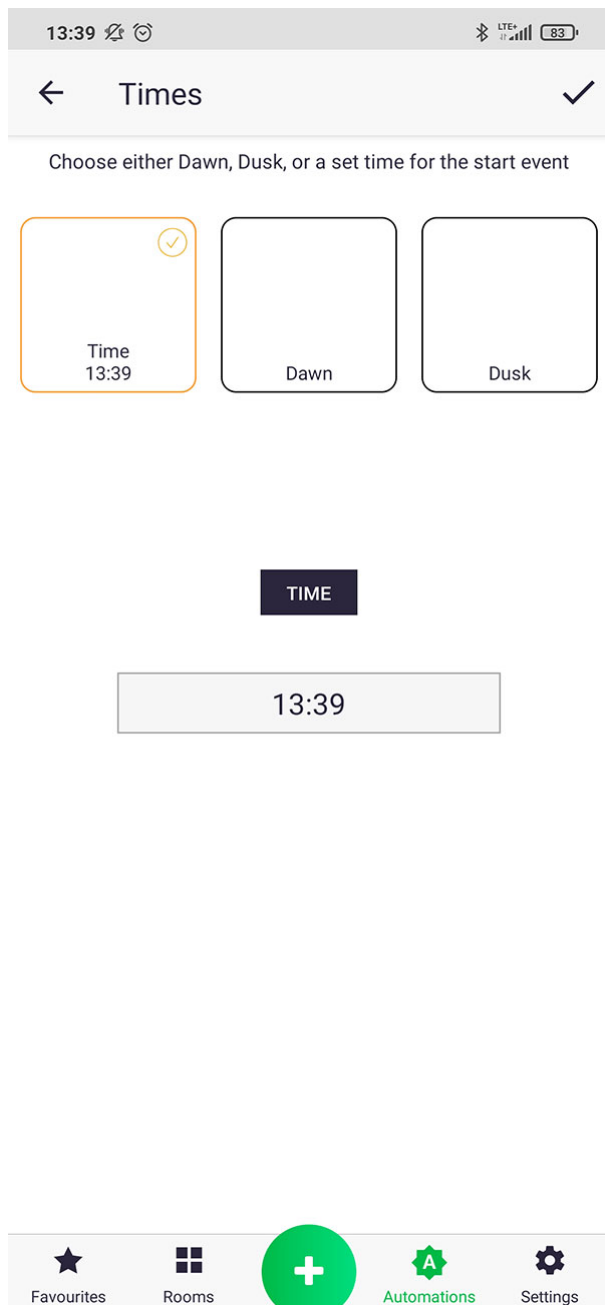 13:39 LTE+ 83
Times
Choose either Dawn, Dusk, or a set time for the start event
Time
13:39
Dawn
Dusk
TIME
13:39
A
Favourites Rooms Automations Settings